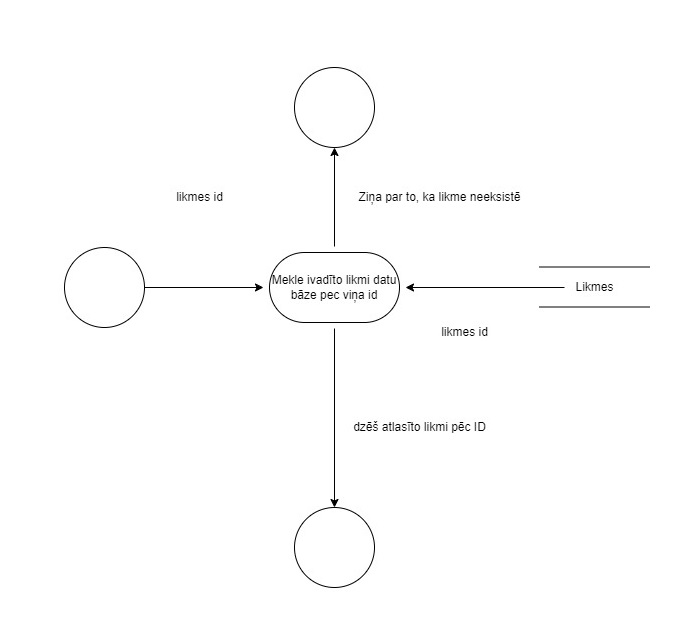 likmes id
Ziņa par to, ka likme neeksistē
Mekle ivadīto likmi datu
bāze pec viņa id
Likmes
likmes id
dzēš atlasīto likmi pēc ID